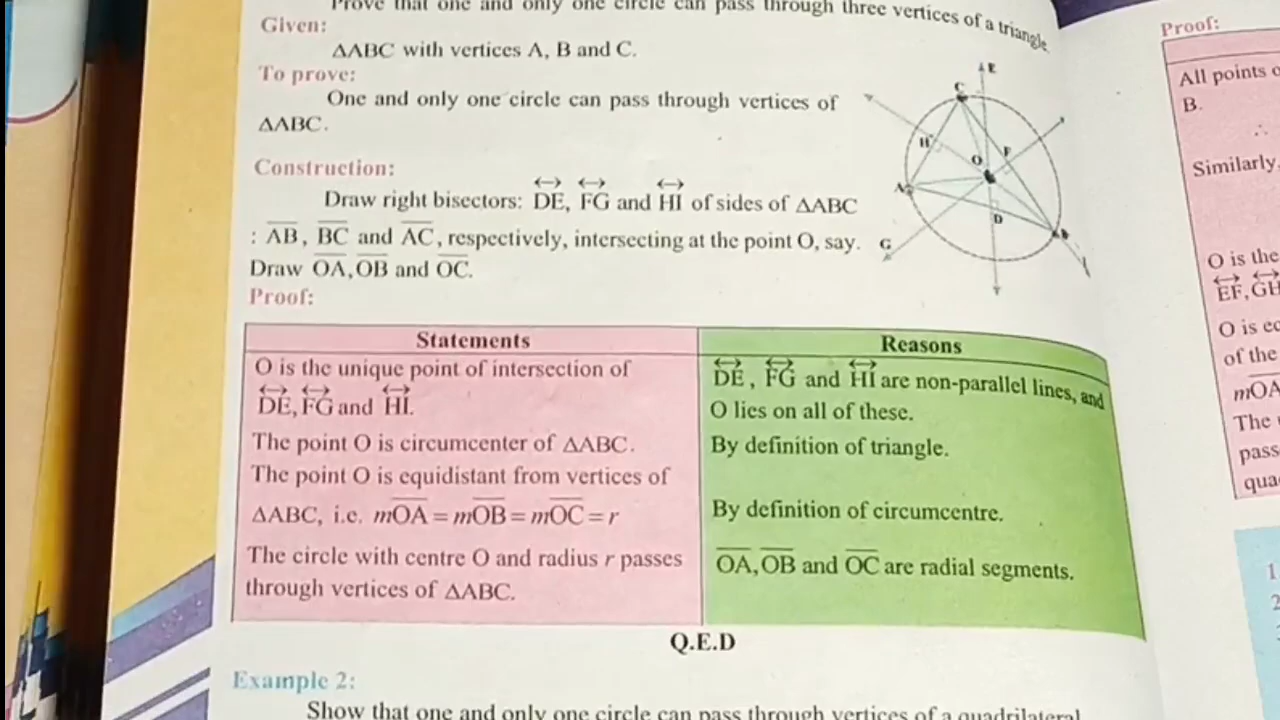 Prove that one and only one circle can pass through three vertices of a triangle.
Given:
ΔABC with vertices A, B and C.
To prove:
One and only one circle can pass through vertices of
ΔABC.
Construction:
Draw right bisectors: DE, FG and HI of sides of ΔABC
: AB, BC and AC, respectively, intersecting at the point O, say.
Draw OA, OB and OC.
Proof:
E
C
H
O
F
A
D
B
G
I
Statements
Reasons
O is the unique point of intersection of
DE, FG and HI.
DE, FG and HI are non-parallel lines, and
O lies on all of these.
The point O is circumcenter of ΔABC.
By definition of triangle.
The point O is equidistant from vertices of
ΔABC, i.e. mOA = mOB = mOC = r
By definition of circumcentre.
The circle with centre O and radius r passes
through vertices of ΔABC.
OA, OB and OC are radial segments.
Q.E.D
Example 2:
Show that one and only one circle can pass through vertices of a quadrilateral
Proof:
All points
B.
∴
Similarly,
O is the
EF, GH
O is
of the
mOA
The
pass
1
2